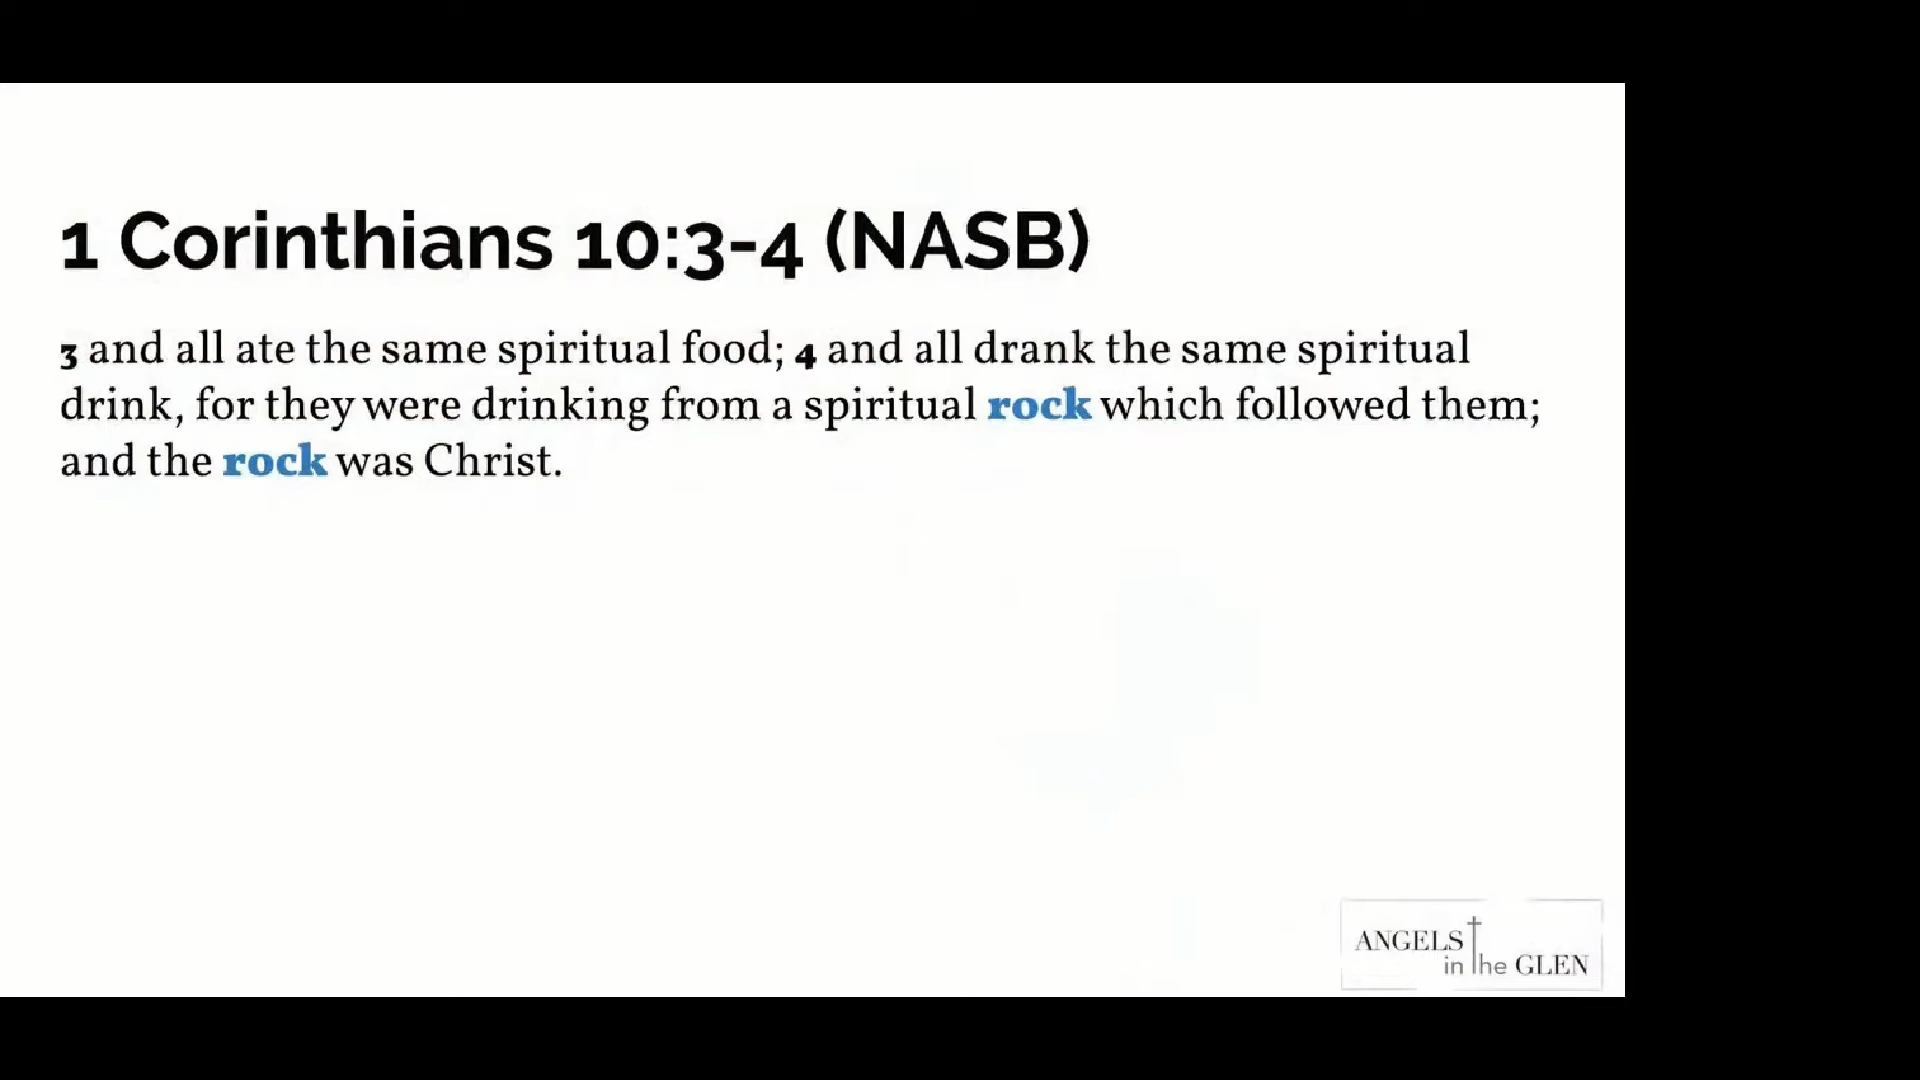 1 Corinthians 10:3-4 (NASB)
3 and all ate the same spiritual food; 4 and all drank the same spiritual
drink, for they were drinking from a spiritual rock which followed them;
and the rock was Christ.
ANGELS
in the GLEN